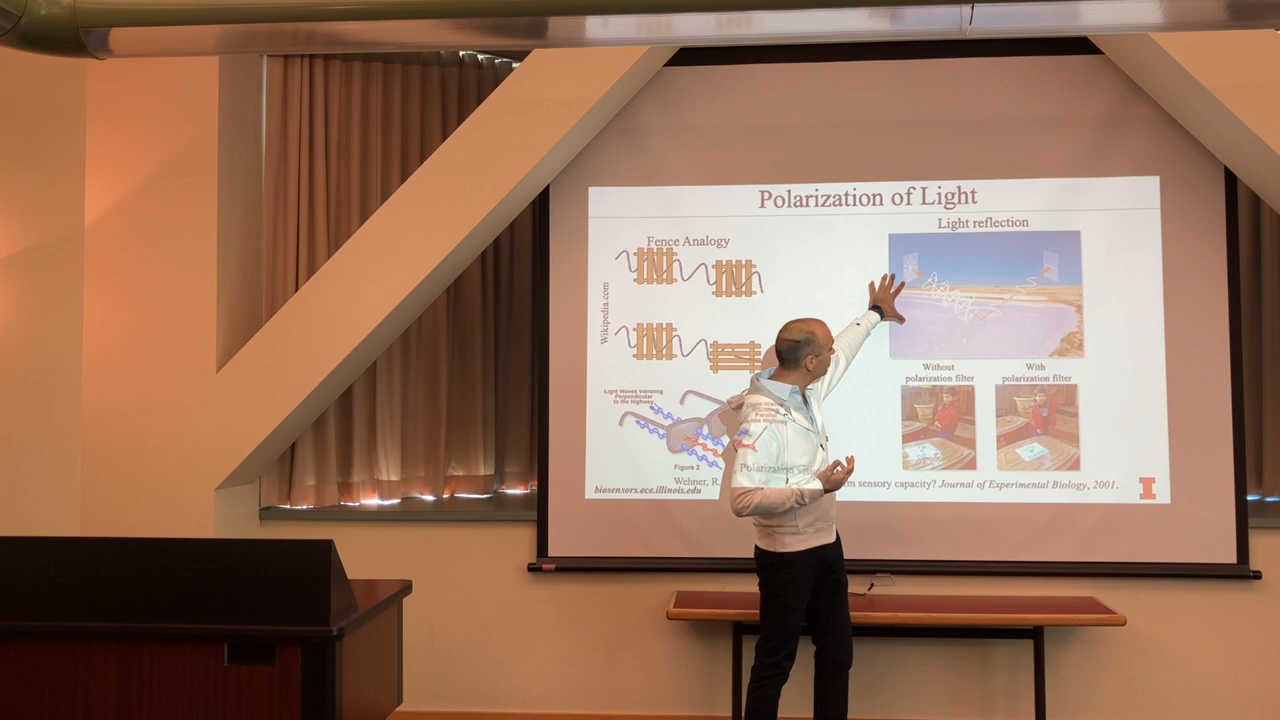 Polarization of Light
Fence Analogy
Wikipedia.com
Light Waves Vibrating
Perpendicular
to the Highway
Light Waves
Vibrating
Parallel
to the Highway
Figure 2
Light reflection
Without
polarization filter
With
polarization filter
Wehner, R. Polarization sensory capacity? Journal of Experimental Biology, 2001.
biosensors.ece.illinois.edu
I